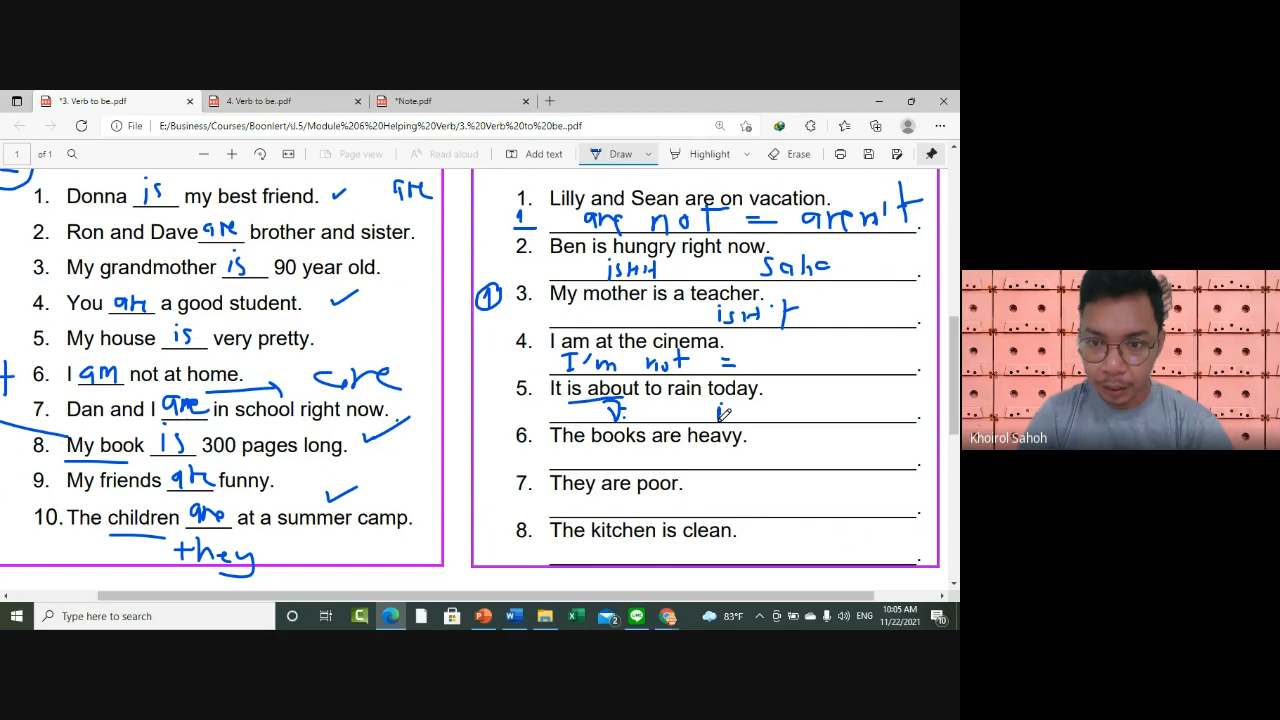 *3. Verb to be..pdf
4. Verb to be..pdf
*Note.pdf
File E:/Business/Courses/Boonlert/ป.5/Module%206%20Helping%20Verb/3.%20Verb%20to%20be..pdf
1 of 1 Page view Read aloud Add text Draw Highlight Erase
1. Donna is my best friend. are
2. Ron and Dave are brother and sister.
3. My grandmother is 90 year old.
4. You are a good student.
5. My house is very pretty.
6. I am not at home.
are
7. Dan and I are in school right now.
8. My book is 300 pages long.
9. My friends are funny.
10. The children are at a summer camp.
they
1. Lilly and Sean are on vacation.
1 are not = aren't.
2. Ben is hungry right now.
3. My mother is a teacher.
1 isn't.
4. I am at the cinema.
I'm not =.
5. It is about to rain today.
6. The books are heavy.
7. They are poor.
8. The kitchen is clean.
Khoirol Sahoh
Type here to search
2
83°F
ENG
10:05 AM
11/22/2021
10